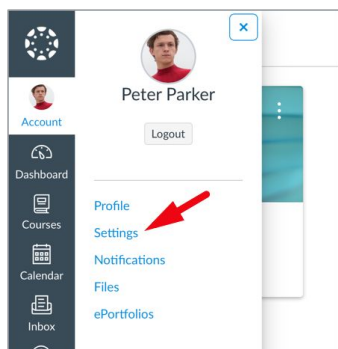 Peter Parker
Logout
Account
Dashboard
Courses
Calendar
Inbox
Profile
Settings
Notifications
Files
ePortfolios